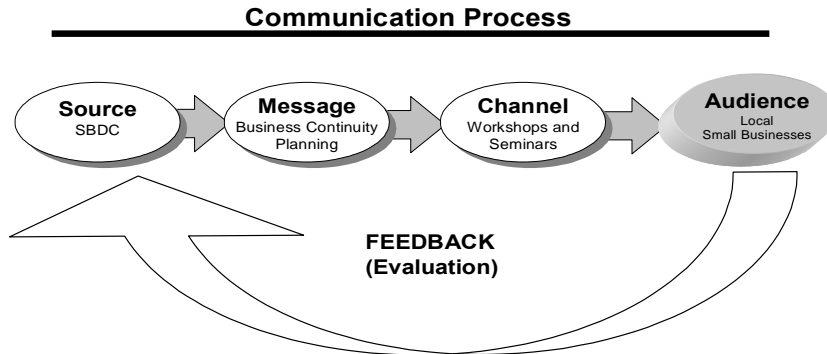 Communication Process
Source
SBDC
Message
Business Continuity
Planning
Channel
Workshops and
Seminars
Audience
Local
Small Businesses
FEEDBACK
(Evaluation)